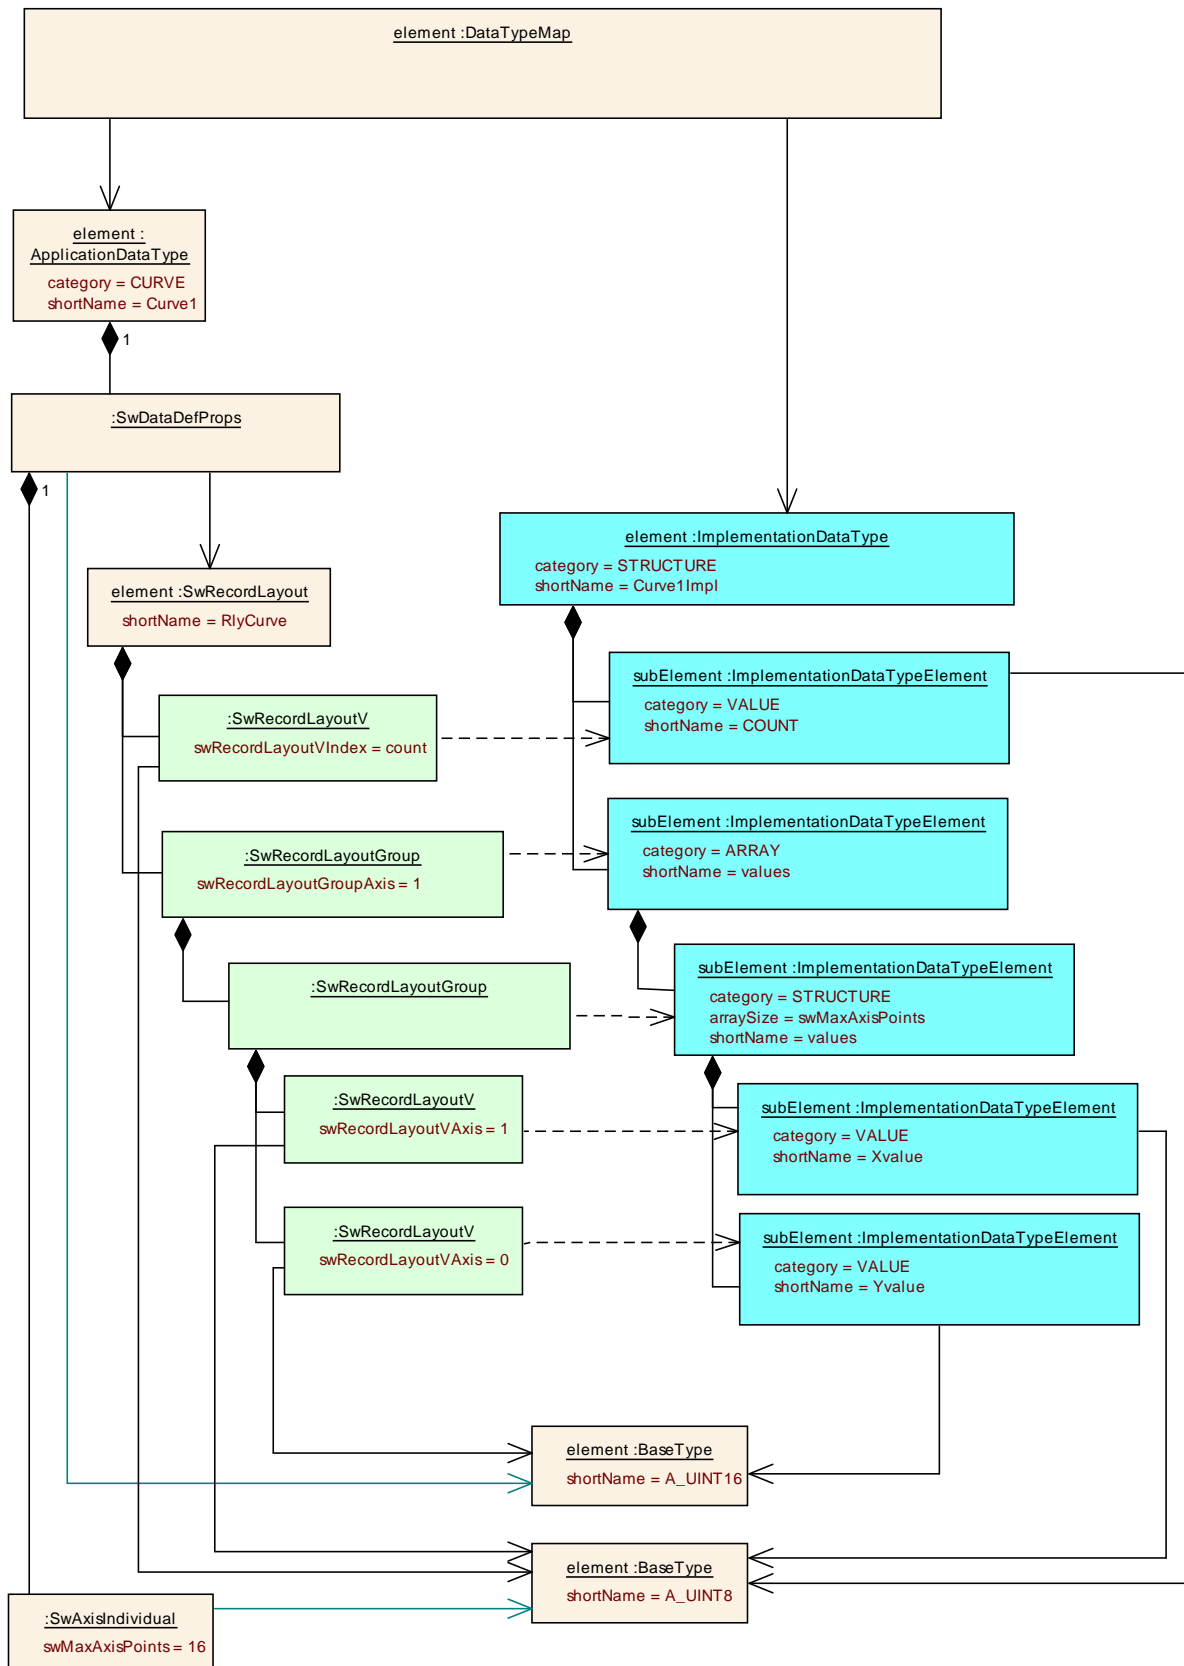 element :DataTypeMap
element :
ApplicationDataType
category = CURVE
shortName = Curve1
1
:SwDataDefProps
1
element :SwRecordLayout
shortName = RlyCurve
element :ImplementationDataType
category = STRUCTURE
shortName = Curve1Impl
:SwRecordLayoutV
swRecordLayoutVIndex = count
subElement :ImplementationDataTypeElement
category = VALUE
shortName = COUNT
:SwRecordLayoutGroup
swRecordLayoutGroupAxis = 1
subElement :ImplementationDataTypeElement
category = ARRAY
shortName = values
:SwRecordLayoutGroup
subElement :ImplementationDataTypeElement
category = STRUCTURE
arraySize = swMaxAxisPoints
shortName = values
:SwRecordLayoutV
swRecordLayoutVAxis = 1
subElement :ImplementationDataTypeElement
category = VALUE
shortName = Xvalue
:SwRecordLayoutV
swRecordLayoutVAxis = 0
subElement :ImplementationDataTypeElement
category = VALUE
shortName = Yvalue
element :BaseType
shortName = A_UINT16
element :BaseType
shortName = A_UINT8
:SwAxisIndividual
swMaxAxisPoints = 16